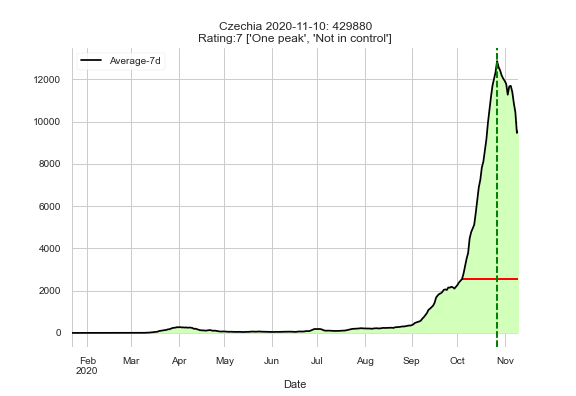 Czechia 2020-11-10: 429880
Rating:7 ['One peak', 'Not in control']
Average-7d
12000
10000
8000
6000
4000
2000
0
Feb Mar Apr May Jun Jul Aug Sep Oct Nov
2020
Date